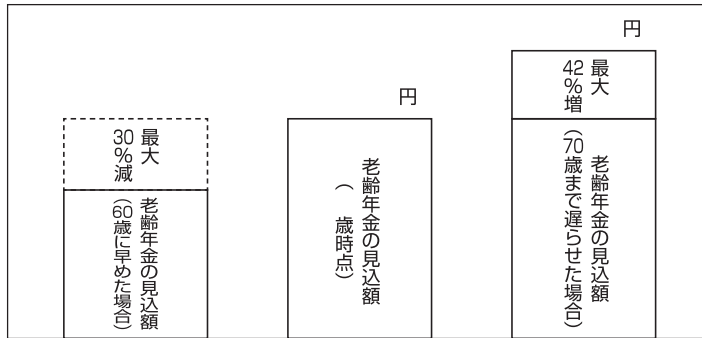 最大
30％減
老齢年金の見込額
（60歳に早めた場合）
円
老齢年金の見込額
（　歳時点）
円
最大
42％増
老齢年金の見込額
（70歳まで遅らせた場合）